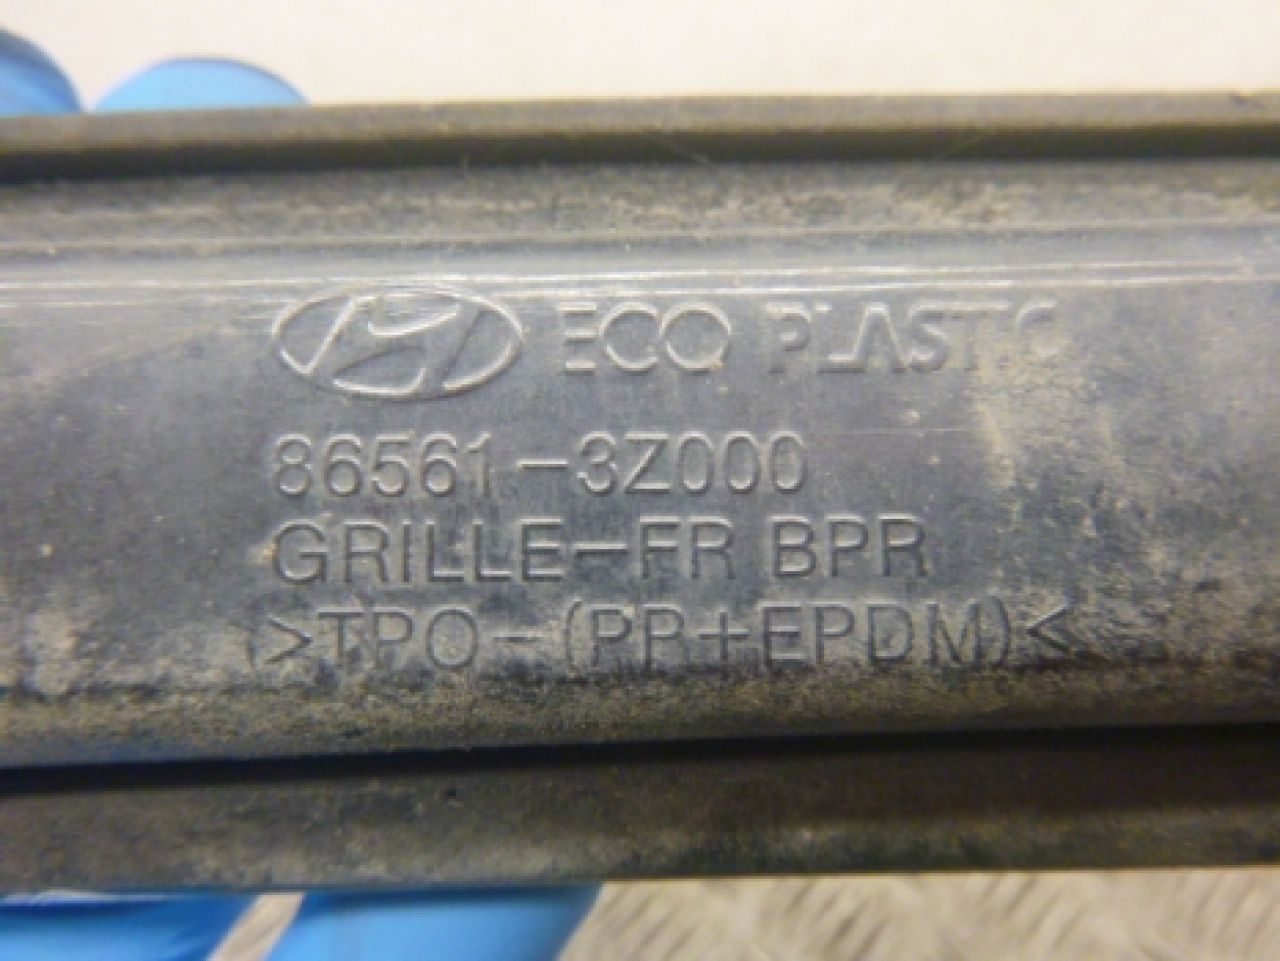 ECO PLASTIC
86561-3Z000
GRILLE-FR BPR
>TPO-(PP+EPDM)<